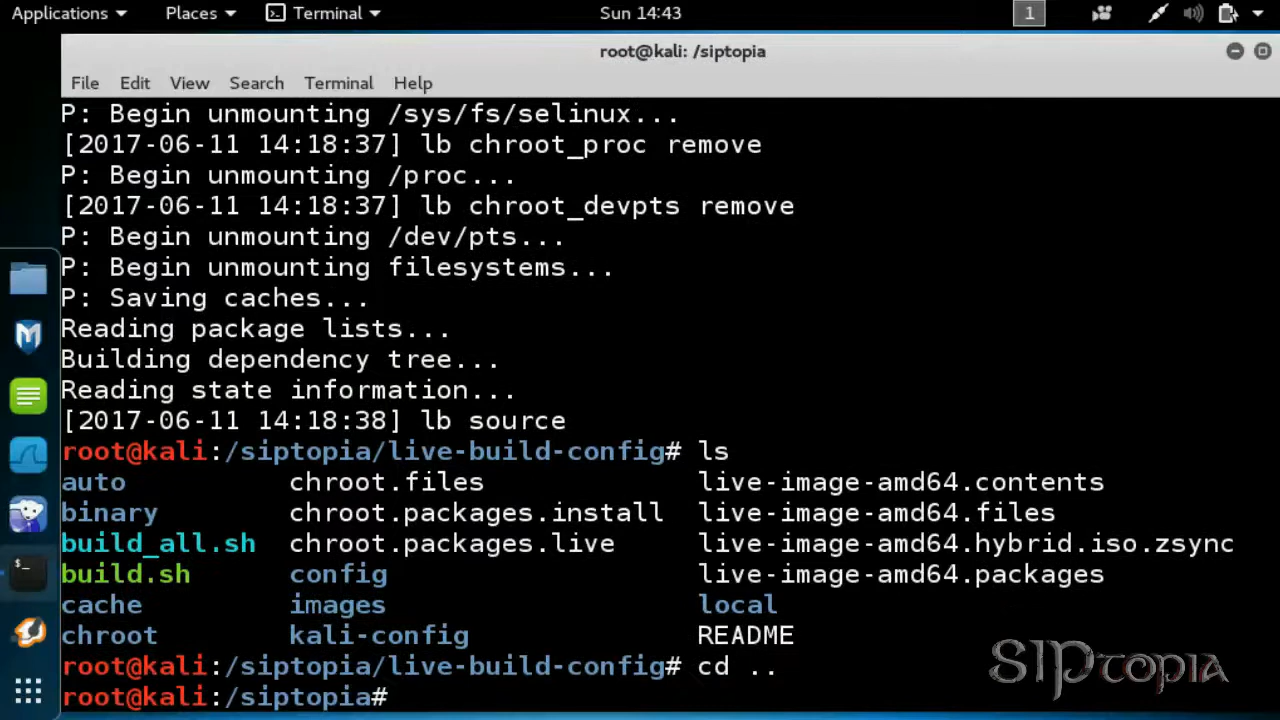 Applications Places Terminal Sun 14:43 1
root@kali: /siptopia
File Edit View Search Terminal Help
P: Begin unmounting /sys/fs/selinux...
[2017-06-11 14:18:37] lb chroot_proc remove
P: Begin unmounting /proc...
[2017-06-11 14:18:37] lb chroot_devpts remove
P: Begin unmounting /dev/pts...
P: Begin unmounting filesystems...
P: Saving caches...
Reading package lists...
Building dependency tree...
Reading state information...
[2017-06-11 14:18:38] lb source
root@kali:/siptopia/live-build-config# ls
auto chroot.files live-image-amd64.contents
binary chroot.packages.install live-image-amd64.files
build_all.sh chroot.packages.live live-image-amd64.hybrid.iso.zsync
build.sh config live-image-amd64.packages
cache images local
chroot kali-config README
root@kali:/siptopia/live-build-config# cd ..
root@kali:/siptopia#
SIPtopia